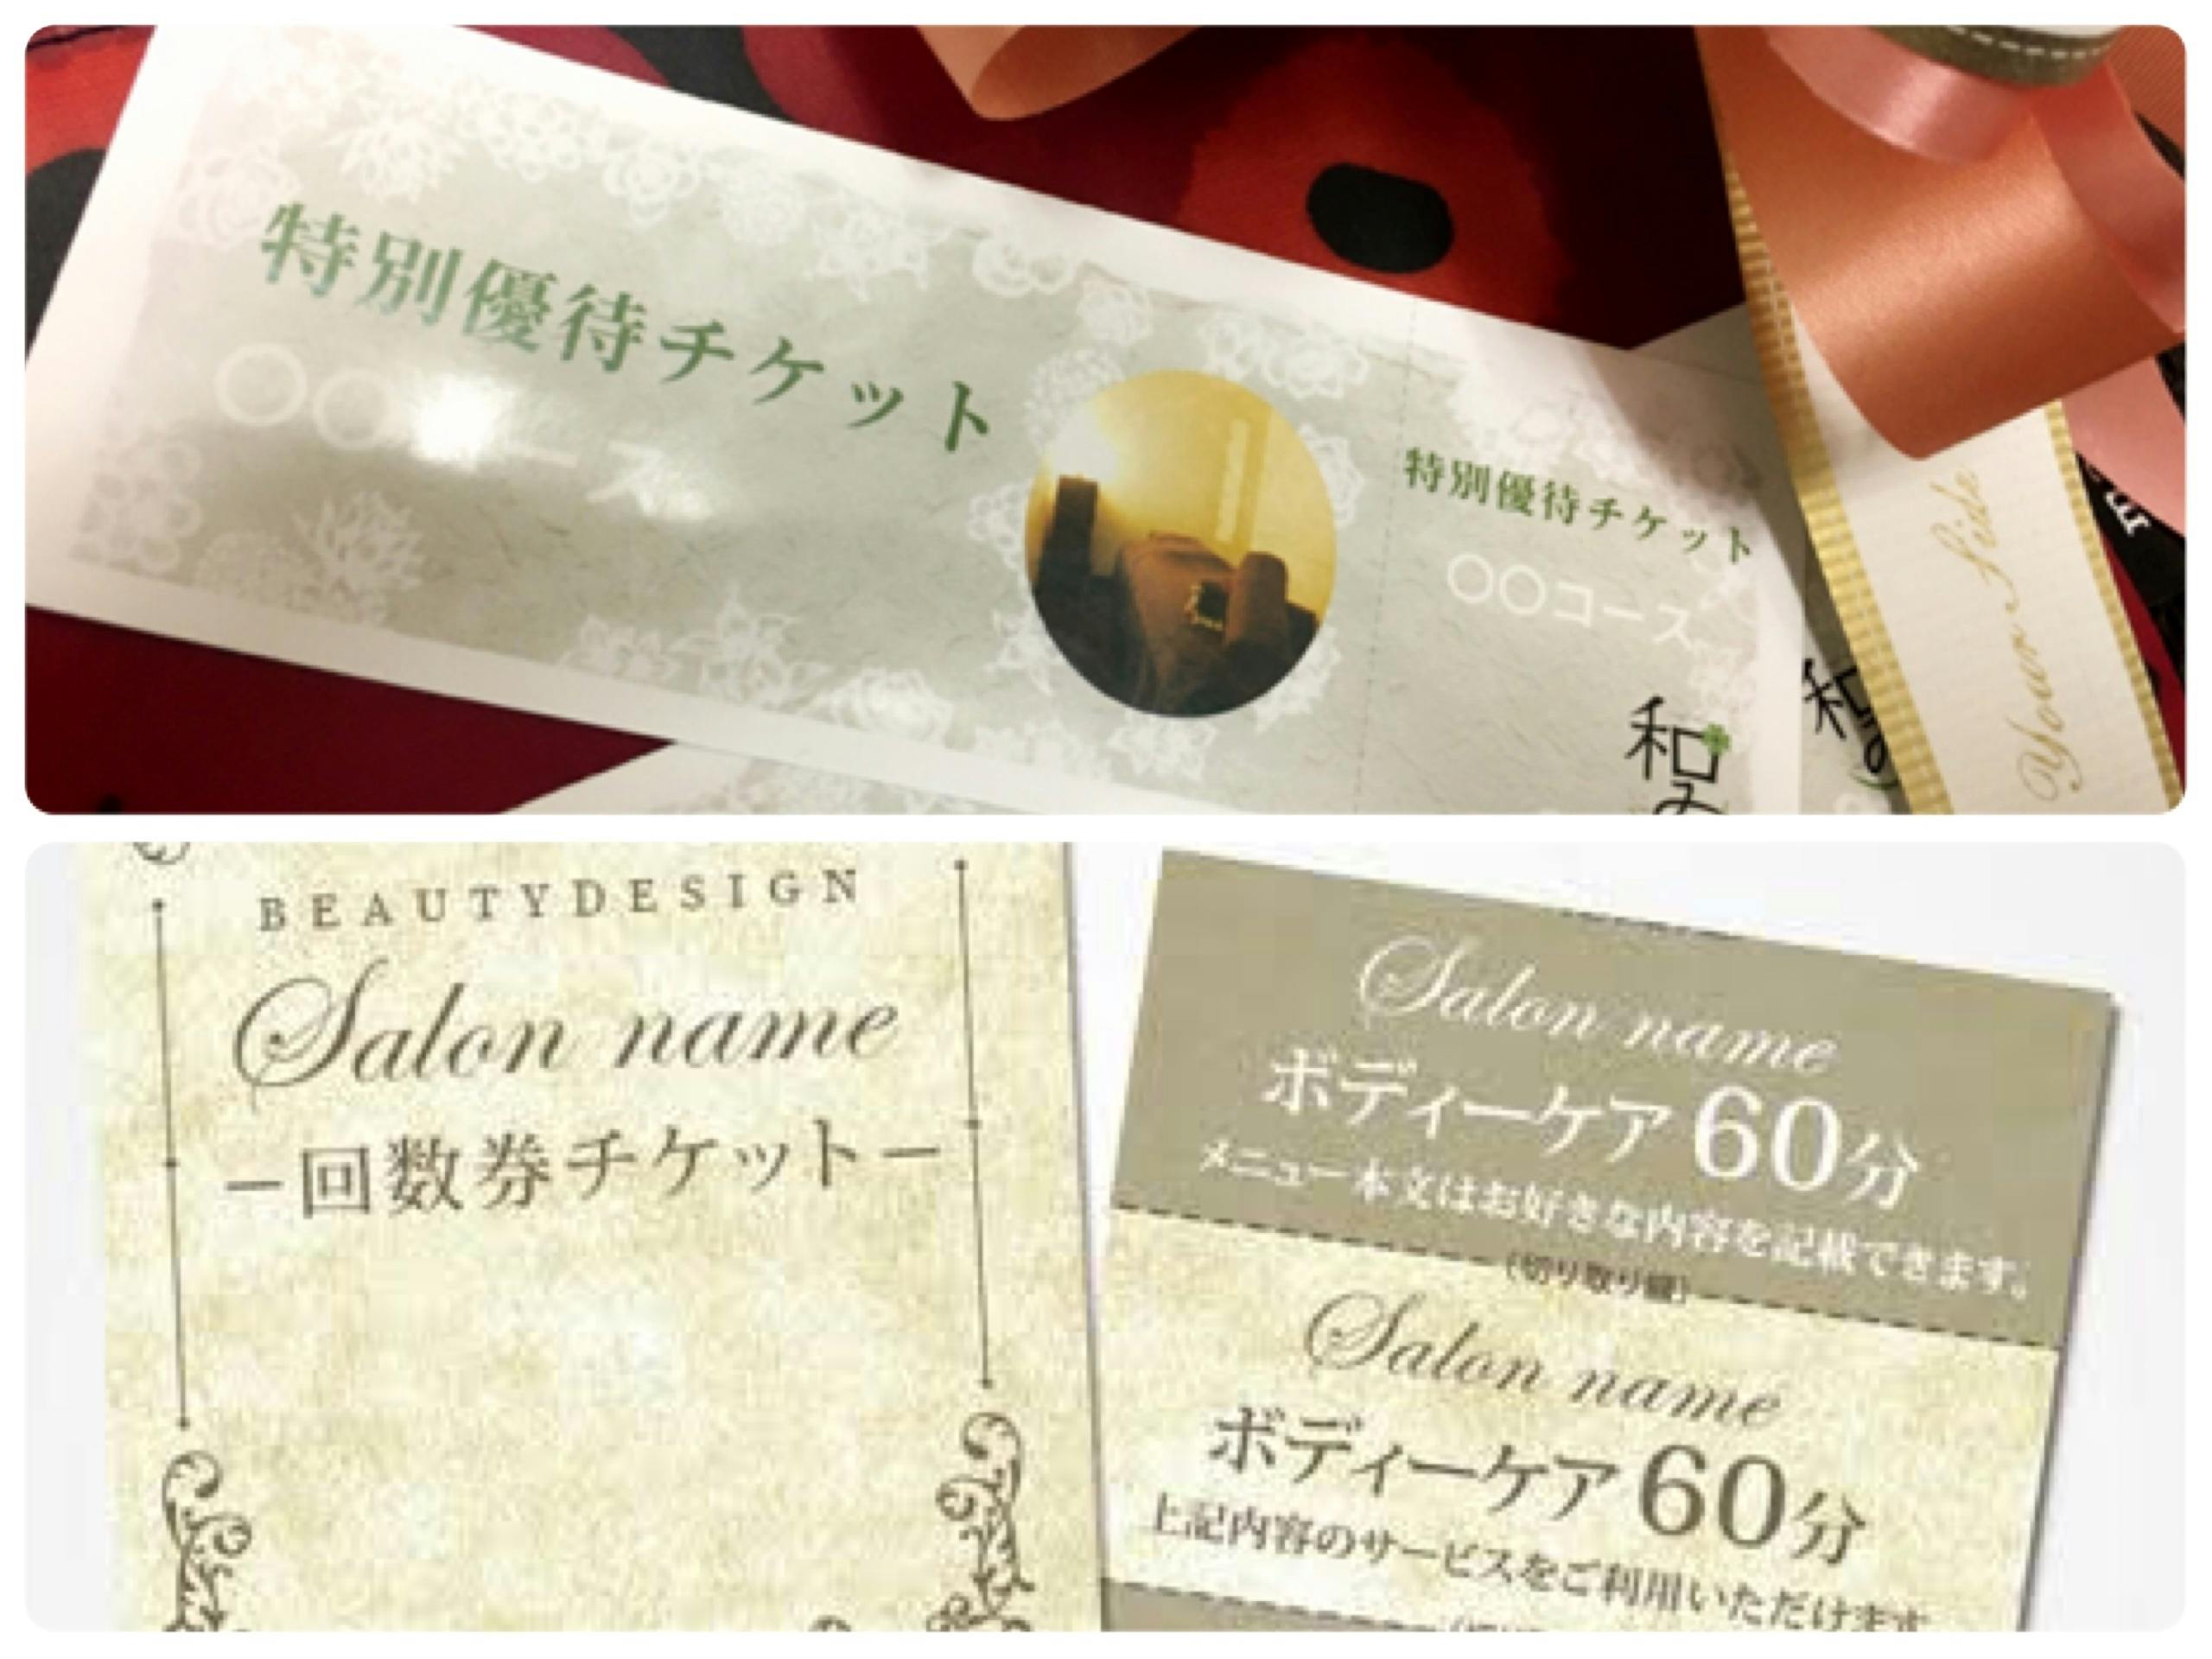 特別優待チケット
〇〇コース
特別優待チケット
〇〇コース
和み
和
Your Side
BEAUTYDESIGN
Salon name
ー回数券チケットー
Salon name
ボディーケア60分
メニュー本文はお好きな内容を記載できます。
(切り取り線)
Salon name
ボディーケア60分
上記内容のサービスをご利用いただけます